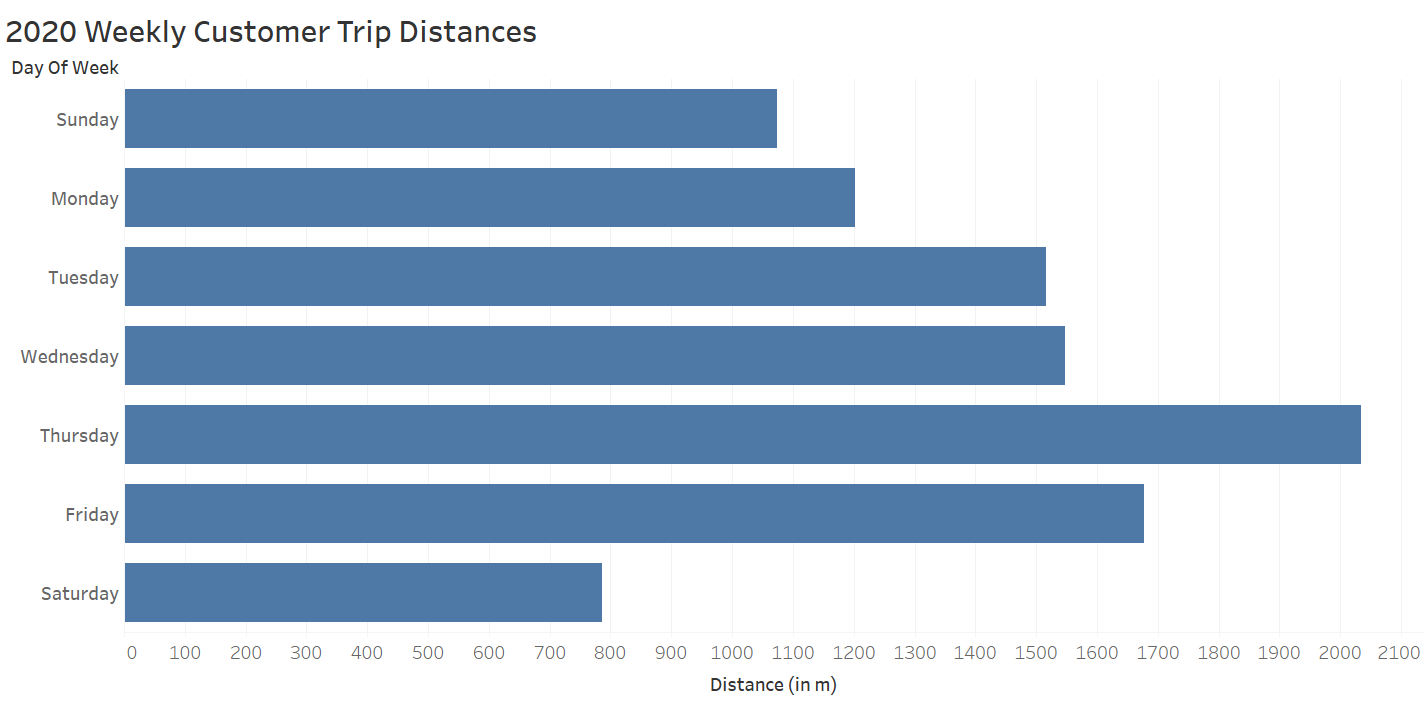 2020 Weekly Customer Trip Distances
Day Of Week
Sunday
Monday
Tuesday
Wednesday
Thursday
Friday
Saturday
0 100 200 300 400 500 600 700 800 900 1000 1100 1200 1300 1400 1500 1600 1700 1800 1900 2000 2100
Distance (in m)